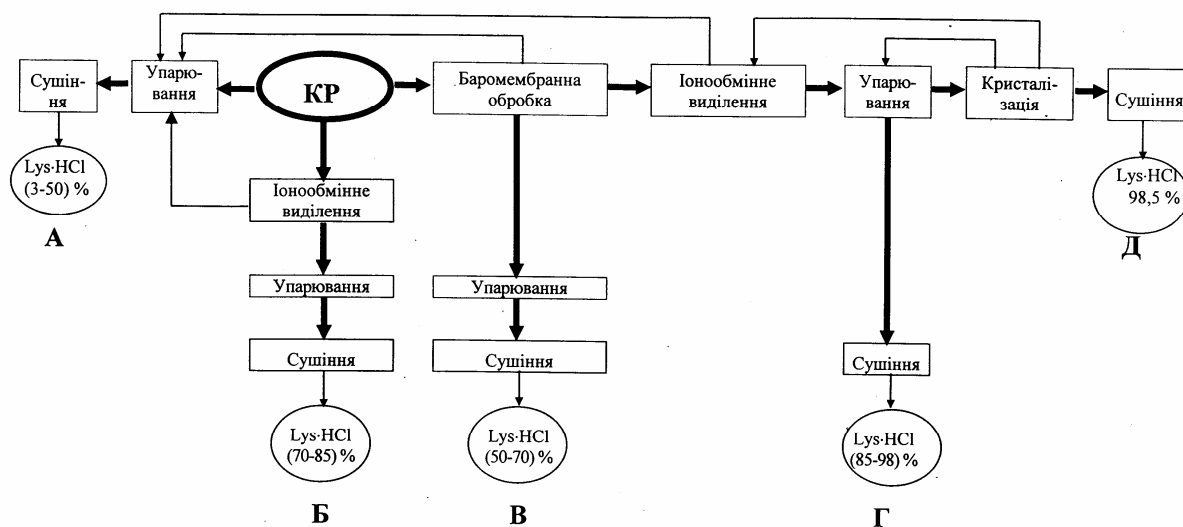 Сушін-
ня
Упарю-
вання
КР
Баромембранна
обробка
Іонообмінне
виділення
Упарю-
вання
Кристалі-
зація
Сушіння
Lys·HCl
(3-50) %
А
Іонообмінне
виділення
Lys·HCl
98,5 %
Д
Упарювання
Упарювання
Сушіння
Сушіння
Сушіння
Lys·HCl
(70-85) %
Lys·HCl
(50-70) %
Lys·HCl
(85-98) %
Б
В
Г